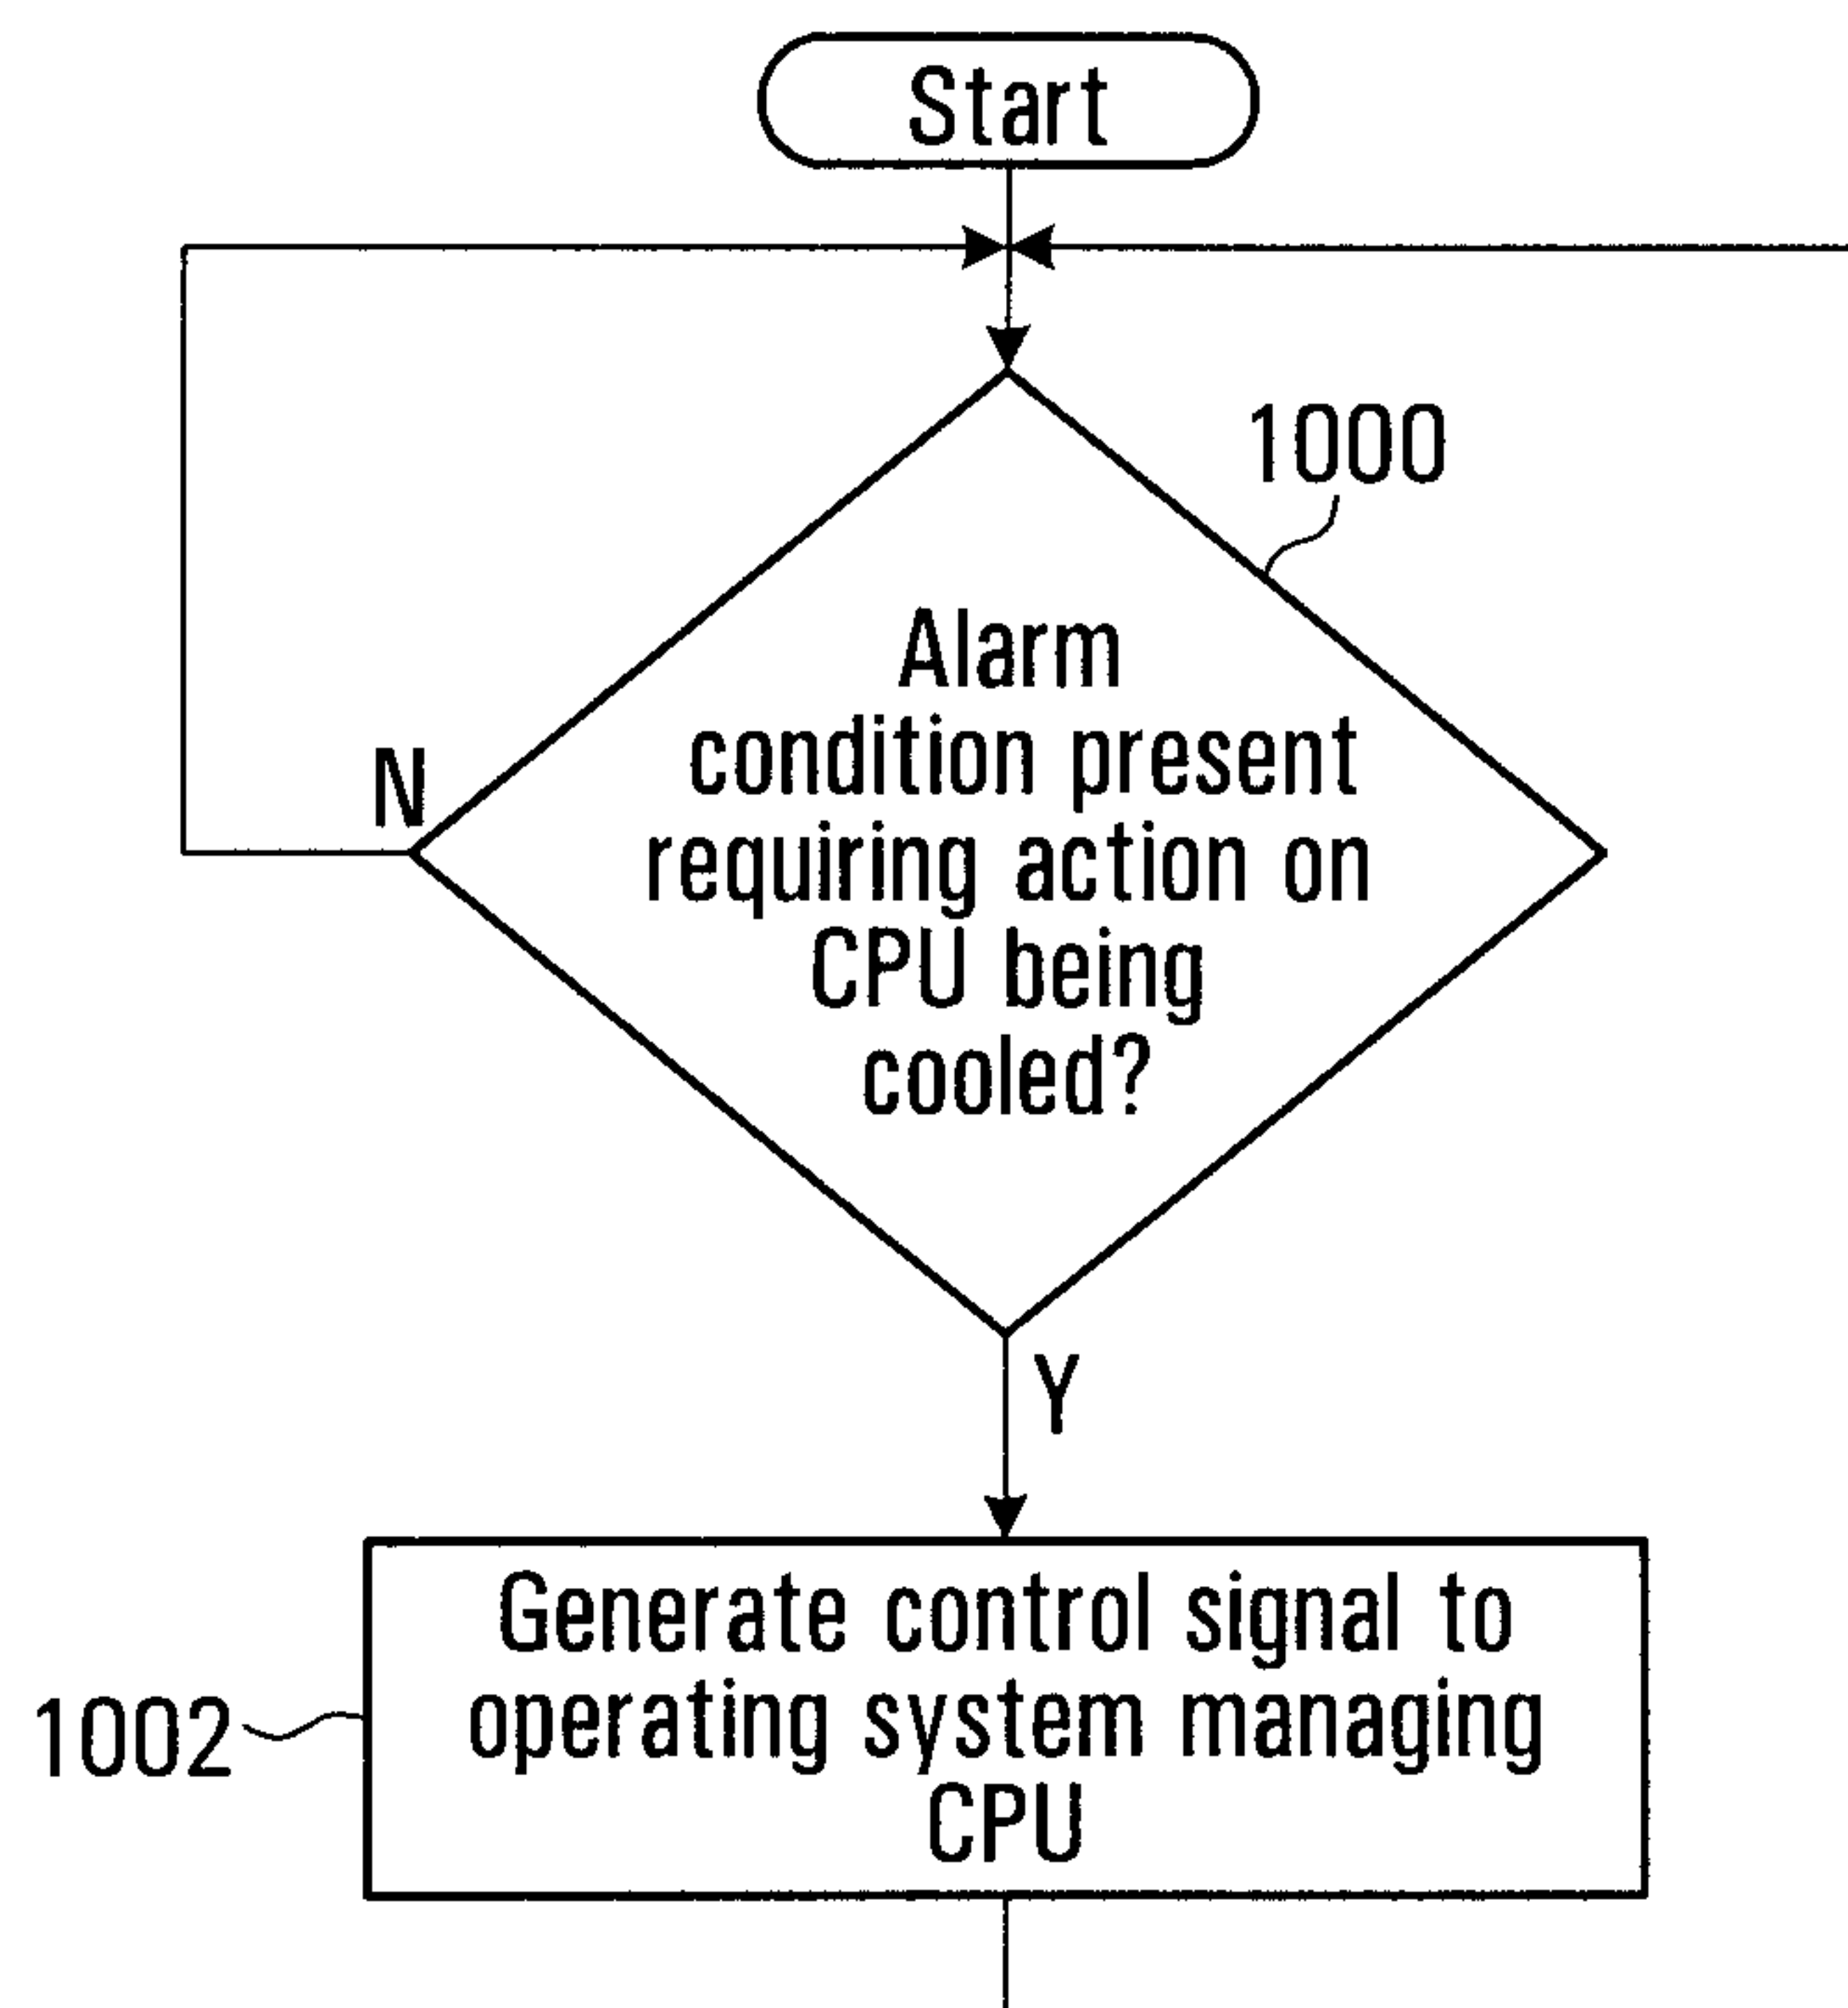 Start
1000
Alarm
condition present
requiring action on
CPU being
cooled?
N
Y
Generate control signal to
operating system managing
CPU
1002